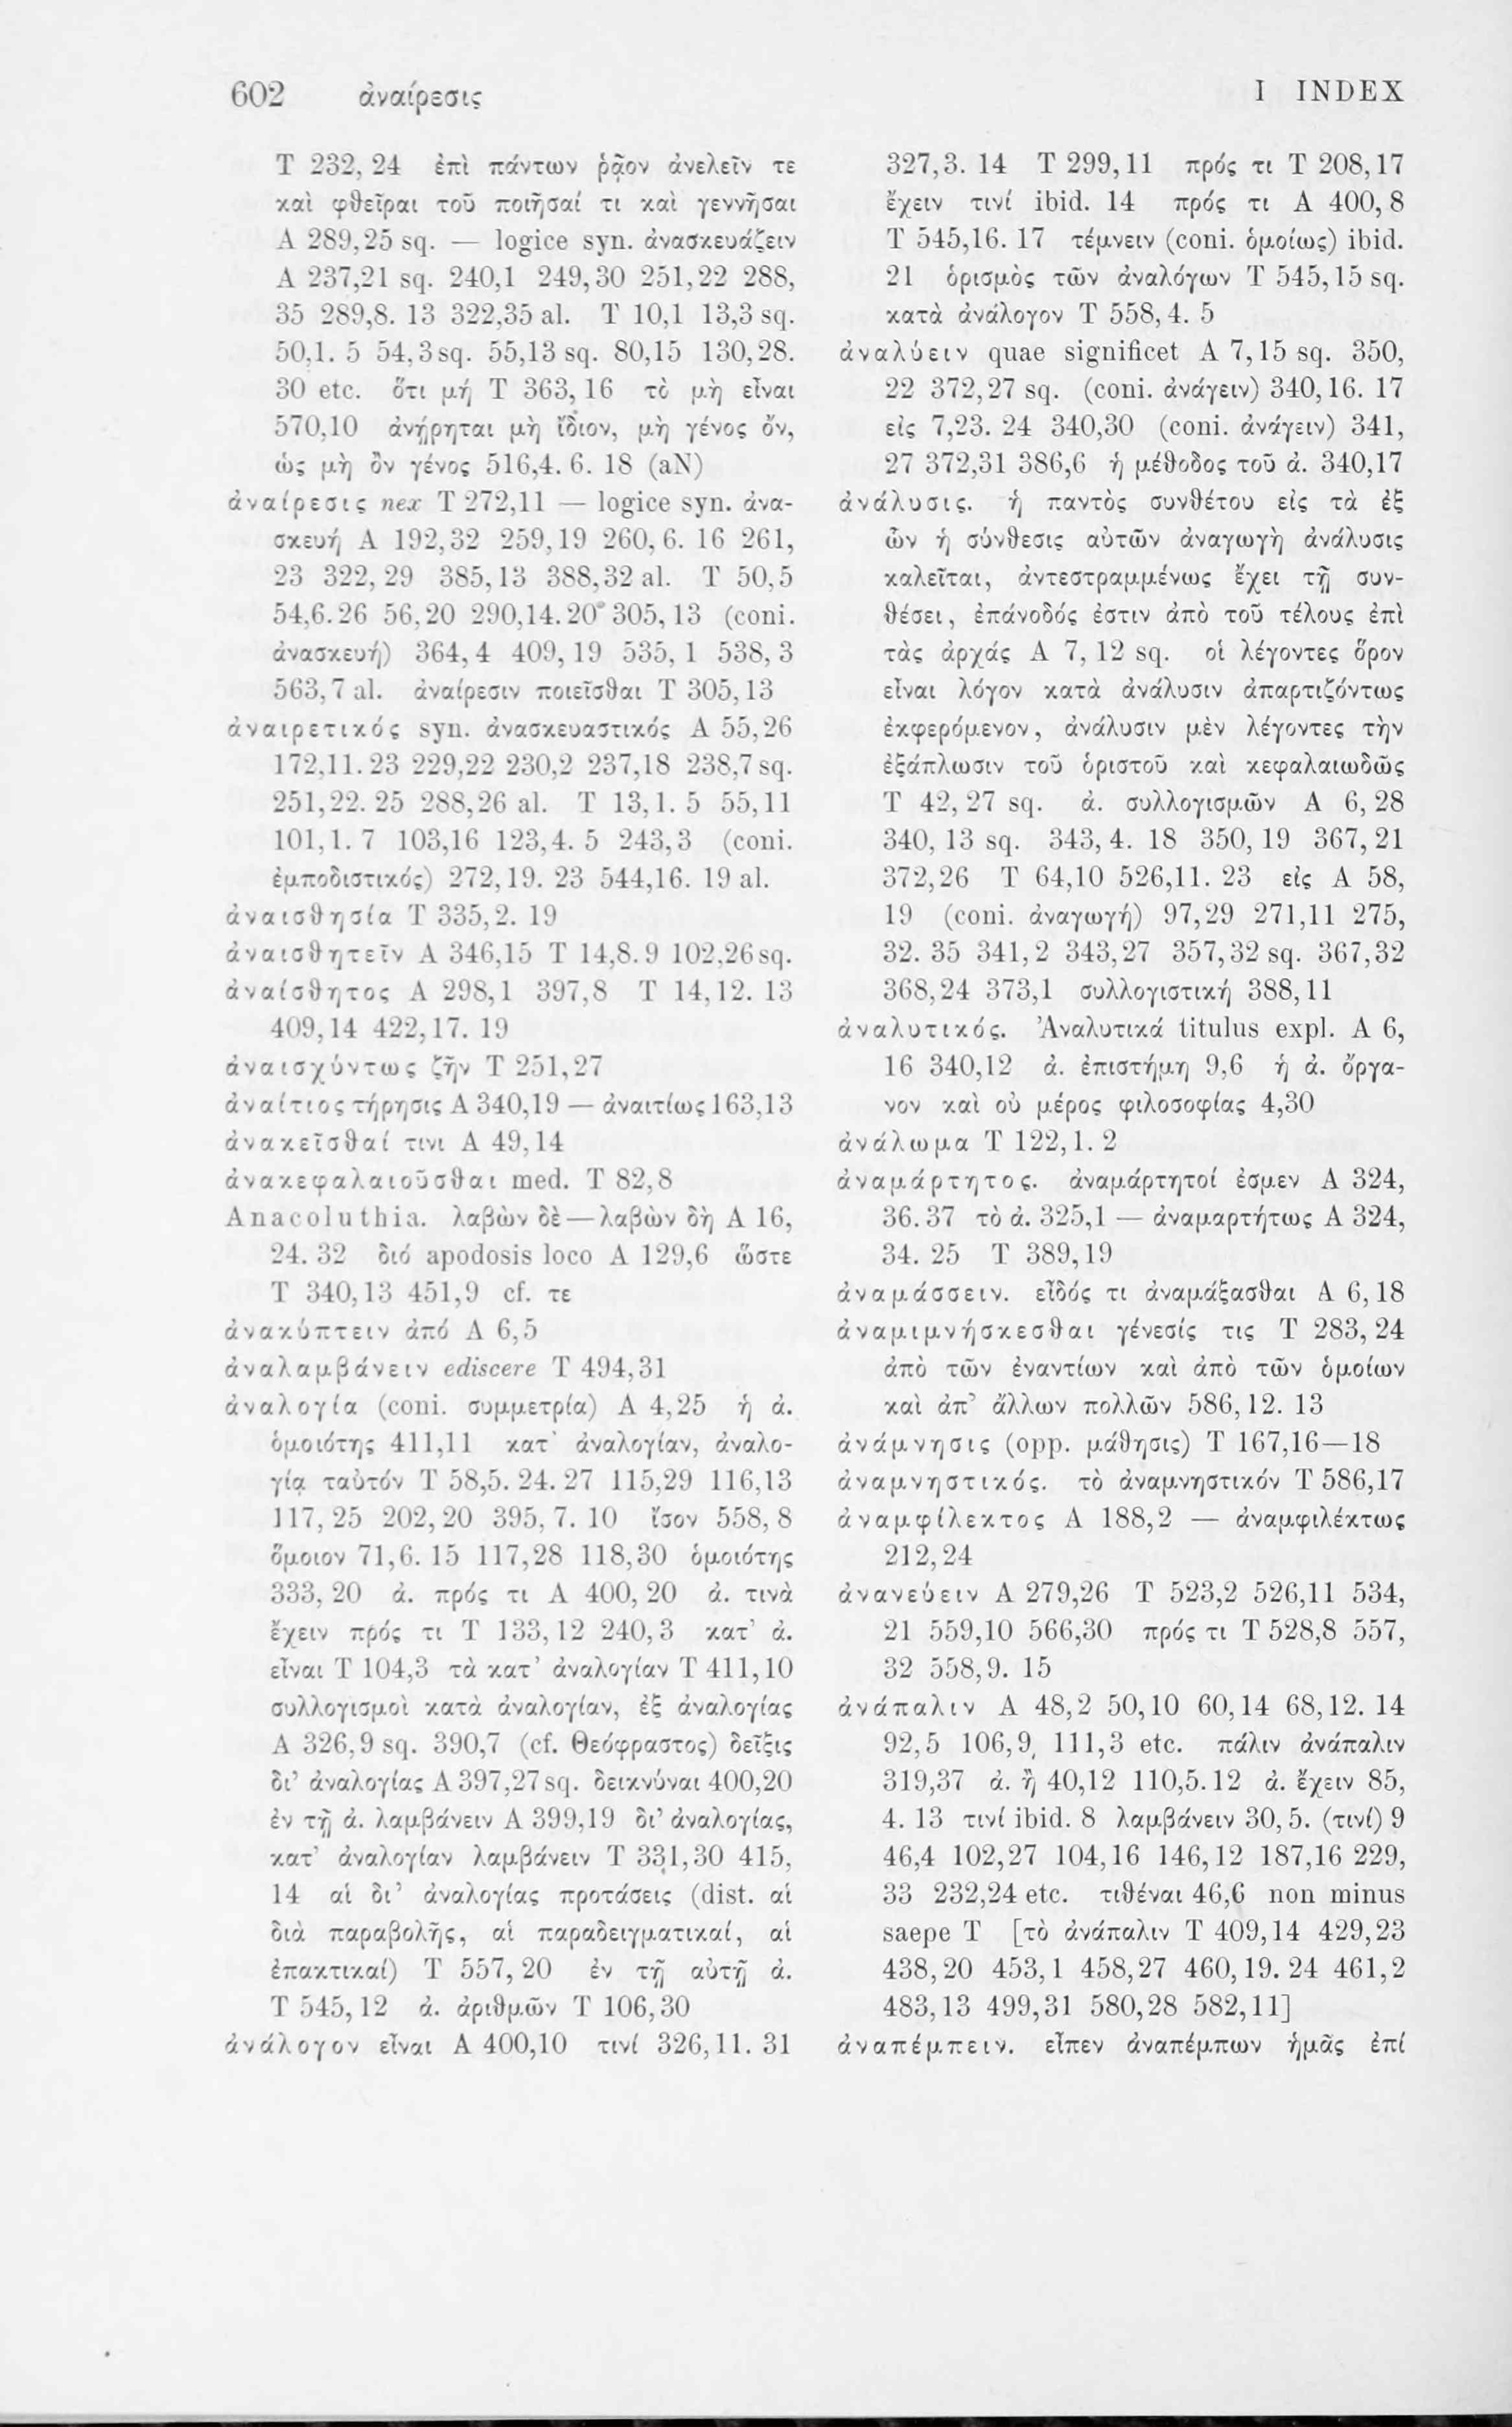 602 ἀναίρεσις
I INDEX
T 232, 24 ἐπὶ πάντων ῥᾷον ἀνελεῖν τε
καὶ φθεῖραι τοῦ ποιῆσαί τι καὶ γεννῆσαι
A 289,25 sq. — logice syn. ἀνασκευάζειν
A 237,21 sq. 240,1 249,30 251,22 288,
35 289,8. 13 322,35 al. T 10,1 13,3 sq.
50,1. 5 54,3 sq. 55,13 sq. 80,15 130,28.
30 etc. ὅτι μή T 363,16 τὸ μὴ εἶναι
570,10 ἀνῄρηται μὴ ἴδιον, μὴ γένος ὄν,
ὡς μὴ ὂν γένος 516,4. 6. 18 (aN)
ἀναίρεσις nex T 272,11 — logice syn. ἀνα-
σκευή A 192,32 259,19 260,6. 16 261,
23 322,29 385,13 388,32 al. T 50,5
54,6.26 56,20 290,14.20 305,13 (coni.
ἀνασκευή) 364,4 409,19 535,1 538,3
563,7 al. ἀναίρεσιν ποιεῖσθαι T 305,13
ἀναιρετικός syn. ἀνασκευαστικός A 55,26
172,11.23 229,22 230,2 237,18 238,7 sq.
251,22. 25 288,26 al. T 13,1. 5 55,11
101,1. 7 103,16 123,4. 5 243,3 (coni.
ἐμποδιστικός) 272,19. 23 544,16. 19 al.
ἀναισθησία T 335,2. 19
ἀναισθητεῖν A 346,15 T 14,8. 9 102,26 sq.
ἀναίσθητος A 298,1 397,8 T 14,12. 13
409,14 422,17. 19
ἀναισχύντως ζῆν T 251,27
ἀναίτιος τήρησις A 340,19 — ἀναιτίως 163,13
ἀνακεῖσθαί τινι A 49,14
ἀνακεφαλαιοῦσθαι med. T 82,8
Anacoluthia. λαβὼν δὲ — λαβὼν δὴ A 16,
24. 32 διό apodosis loco A 129,6 ὥστε
T 340,13 451,9 cf. τε
ἀνακύπτειν ἀπό A 6,5
ἀναλαμβάνειν ediscere T 494,31
ἀναλογία (coni. συμμετρία) A 4,25 ἡ ἀ.
ὁμοιότης 411,11 κατ' ἀναλογίαν, ἀναλο-
γίᾳ ταὐτόν T 58,5. 24. 27 115,29 116,13
117,25 202,20 395,7. 10 ἴσον 558,8
ὅμοιον 71,6. 15 117,28 118,30 ὁμοιότης
333,20 ἀ. πρός τι A 400,20 ἀ. τινὰ
ἔχειν πρός τι T 133,12 240,3 κατ' ἀ.
εἶναι T 104,3 τὰ κατ' ἀναλογίαν T 411,10
συλλογισμοὶ κατὰ ἀναλογίαν, ἐξ ἀναλογίας
A 326,9 sq. 390,7 (cf. Θεόφραστος) δεῖξις
δι' ἀναλογίας A 397,27 sq. δεικνύναι 400,20
ἐν τῇ ἀ. λαμβάνειν A 399,19 δι' ἀναλογίας,
κατ' ἀναλογίαν λαμβάνειν T 331,30 415,
14 αἱ δι' ἀναλογίας προτάσεις (dist. αἱ
διὰ παραβολῆς, αἱ παραδειγματικαί, αἱ
ἐπακτικαί) T 557,20 ἐν τῇ αὐτῇ ἀ.
T 545,12 ἀ. ἀριθμῶν T 106,30
ἀνάλογον εἶναι A 400,10 τινί 326,11. 31
327,3. 14 T 299,11 πρός τι T 208,17
ἔχειν τινί ibid. 14 πρός τι A 400,8
T 545,16. 17 τέμνειν (coni. ὁμοίως) ibid.
21 ὁρισμὸς τῶν ἀναλόγων T 545,15 sq.
κατὰ ἀνάλογον T 558,4. 5
ἀναλύειν quae significet A 7,15 sq. 350,
22 372,27 sq. (coni. ἀνάγειν) 340,16. 17
εἰς 7,23. 24 340,30 (coni. ἀνάγειν) 341,
27 372,31 386,6 ἡ μέθοδος τοῦ ἀ. 340,17
ἀνάλυσις. ἡ παντὸς συνθέτου εἰς τὰ ἐξ
ὧν ἡ σύνθεσις αὐτῶν ἀναγωγὴ ἀνάλυσις
καλεῖται, ἀντεστραμμένως ἔχει τῇ συν-
θέσει, ἐπάνοδός ἐστιν ἀπὸ τοῦ τέλους ἐπὶ
τὰς ἀρχάς A 7,12 sq. οἱ λέγοντες ὅρον
εἶναι λόγον κατὰ ἀνάλυσιν ἀπαρτιζόντως
ἐκφερόμενον, ἀνάλυσιν μὲν λέγοντες τὴν
ἐξάπλωσιν τοῦ ὁριστοῦ καὶ κεφαλαιωδῶς
T 42,27 sq. ἀ. συλλογισμῶν A 6,28
340,13 sq. 343,4. 18 350,19 367,21
372,26 T 64,10 526,11. 23 εἰς A 58,
19 (coni. ἀναγωγή) 97,29 271,11 275,
32. 35 341,2 343,27 357,32 sq. 367,32
368,24 373,1 συλλογιστική 388,11
ἀναλυτικός. Ἀναλυτικά titulus expl. A 6,
16 340,12 ἀ. ἐπιστήμη 9,6 ἡ ἀ. ὄργα-
νον καὶ οὐ μέρος φιλοσοφίας 4,30
ἀνάλωμα T 122,1. 2
ἀναμάρτητος. ἀναμάρτητοί ἐσμεν A 324,
36. 37 τὸ ἀ. 325,1 — ἀναμαρτήτως A 324,
34. 25 T 389,19
ἀναμάσσειν. εἶδός τι ἀναμάξασθαι A 6,18
ἀναμιμνήσκεσθαι γένεσίς τις T 283,24
ἀπὸ τῶν ἐναντίων καὶ ἀπὸ τῶν ὁμοίων
καὶ ἀπ' ἄλλων πολλῶν 586,12. 13
ἀνάμνησις (opp. μάθησις) T 167,16—18
ἀναμνηστικός. τὸ ἀναμνηστικόν T 586,17
ἀναμφίλεκτος A 188,2 — ἀναμφιλέκτως
212,24
ἀνανεύειν A 279,26 T 523,2 526,11 534,
21 559,10 566,30 πρός τι T 528,8 557,
32 558,9. 15
ἀνάπαλιν A 48,2 50,10 60,14 68,12. 14
92,5 106,9, 111,3 etc. πάλιν ἀνάπαλιν
319,37 ἀ. ἢ 40,12 110,5.12 ἀ. ἔχειν 85,
4. 13 τινί ibid. 8 λαμβάνειν 30,5. (τινί) 9
46,4 102,27 104,16 146,12 187,16 229,
33 232,24 etc. τιθέναι 46,6 non minus
saepe T [τὸ ἀνάπαλιν T 409,14 429,23
438,20 453,1 458,27 460,19. 24 461,2
483,13 499,31 580,28 582,11]
ἀναπέμπειν. εἶπεν ἀναπέμπων ἡμᾶς ἐπί